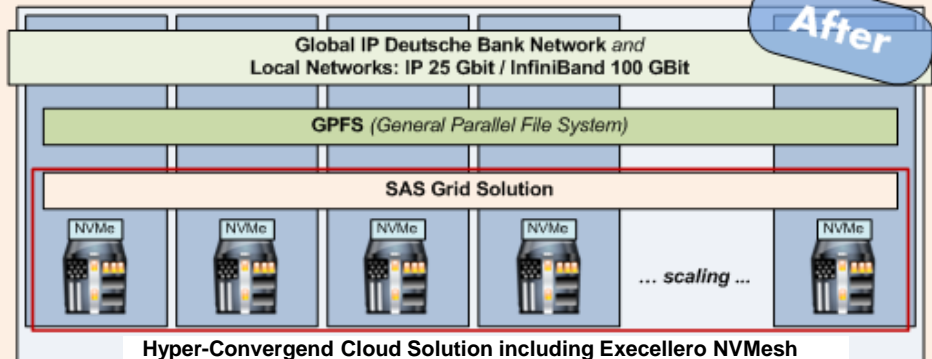 After
Global IP Deutsche Bank Network and
Local Networks: IP 25 Gbit / InfiniBand 100 GBit
GPFS (General Parallel File System)
SAS Grid Solution
NVMe NVMe NVMe NVMe NVMe
... scaling ...
Hyper-Convergend Cloud Solution including Execellero NVMesh